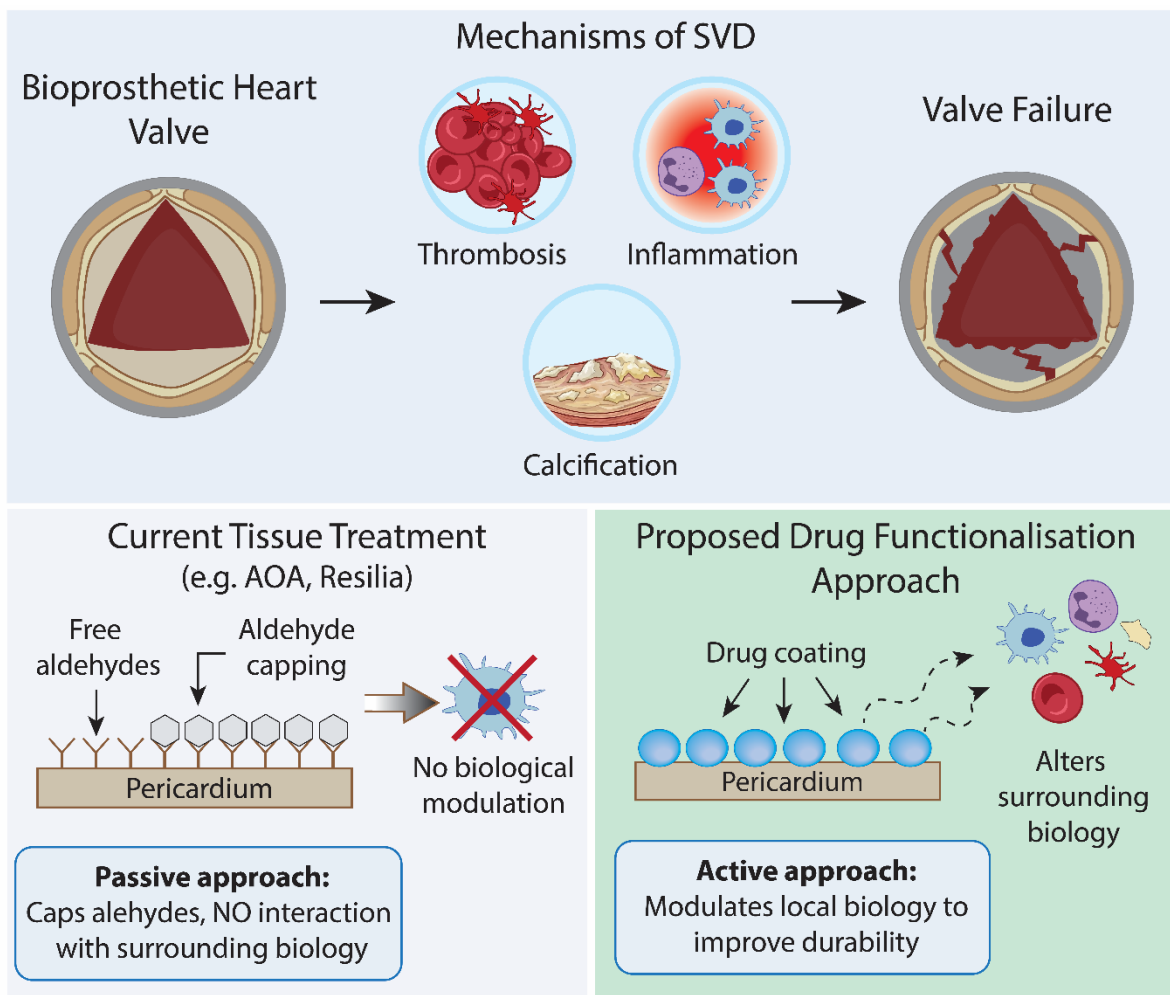 Mechanisms of SVD
Bioprosthetic Heart
Valve
Thrombosis
Inflammation
Calcification
Valve Failure
Current Tissue Treatment
(e.g. AOA, Resilia)
Free
aldehydes
Aldehyde
capping
Pericardium
No biological
modulation
Passive approach:
Caps alehydes, NO interaction
with surrounding biology
Proposed Drug Functionalisation
Approach
Drug coating
Pericardium
Alters
surrounding
biology
Active approach:
Modulates local biology to
improve durability